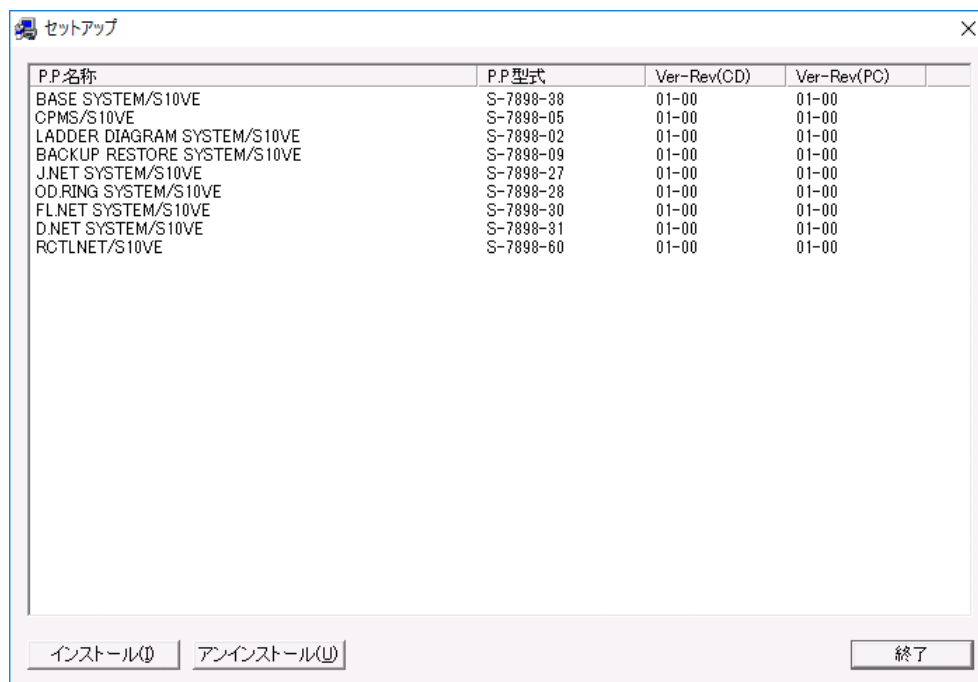 セットアップ
P.P.名称 P.P型式 Ver-Rev(CD) Ver-Rev(PC)
BASE SYSTEM/S10VE S-7898-38 01-00 01-00
CPMS/S10VE S-7898-05 01-00 01-00
LADDER DIAGRAM SYSTEM/S10VE S-7898-02 01-00 01-00
BACKUP RESTORE SYSTEM/S10VE S-7898-09 01-00 01-00
J.NET SYSTEM/S10VE S-7898-27 01-00 01-00
OD.RING SYSTEM/S10VE S-7898-28 01-00 01-00
FL.NET SYSTEM/S10VE S-7898-30 01-00 01-00
D.NET SYSTEM/S10VE S-7898-31 01-00 01-00
RCTLNET/S10VE S-7898-60 01-00 01-00
インストール(I) アンインストール(U) 終了